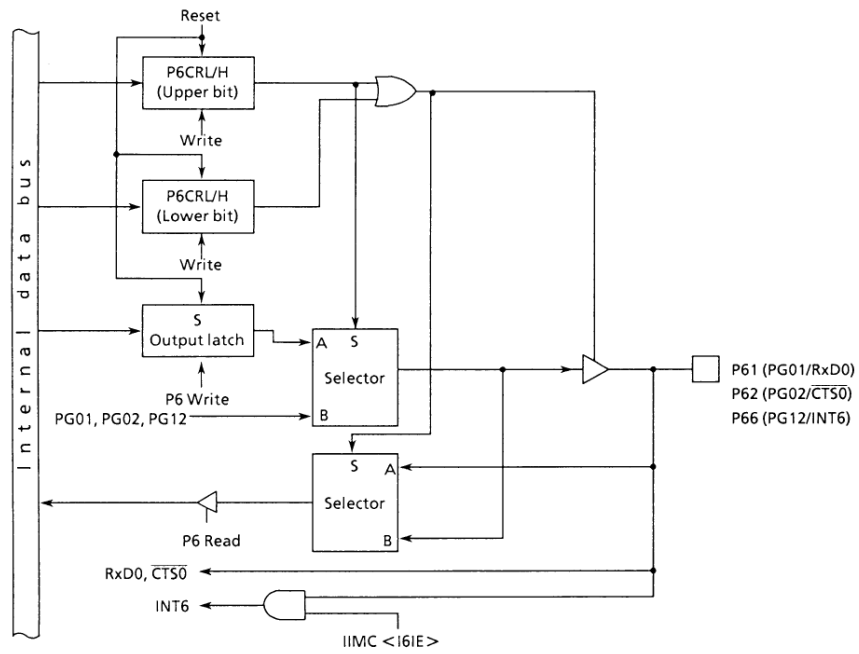 Reset
P6CRL/H
(Upper bit)
Write
P6CRL/H
(Lower bit)
Write
Internal data bus
S
Output latch
P6 Write
PG01, PG02, PG12
A
S
Selector
B
P61 (PG01/RxD0)
P62 (PG02/CTS0)
P66 (PG12/INT6)
S
A
Selector
B
P6 Read
RxD0, CTS0
INT6
IIMC <I6IE>